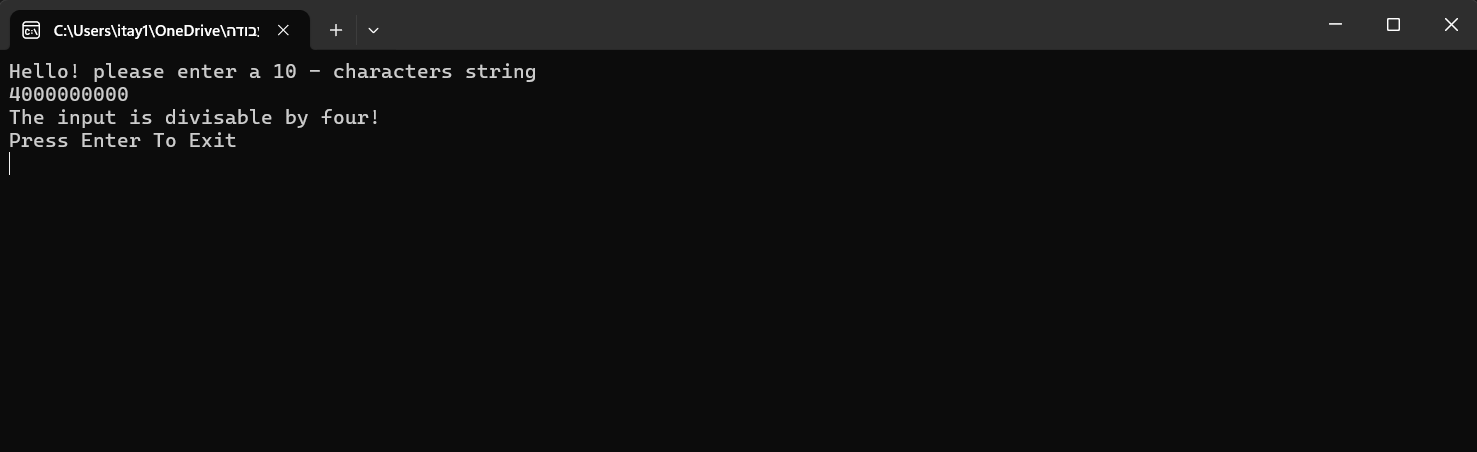 C:\Users\itay1\OneDrive\
Hello! please enter a 10 - characters string
4000000000
The input is divisable by four!
Press Enter To Exit